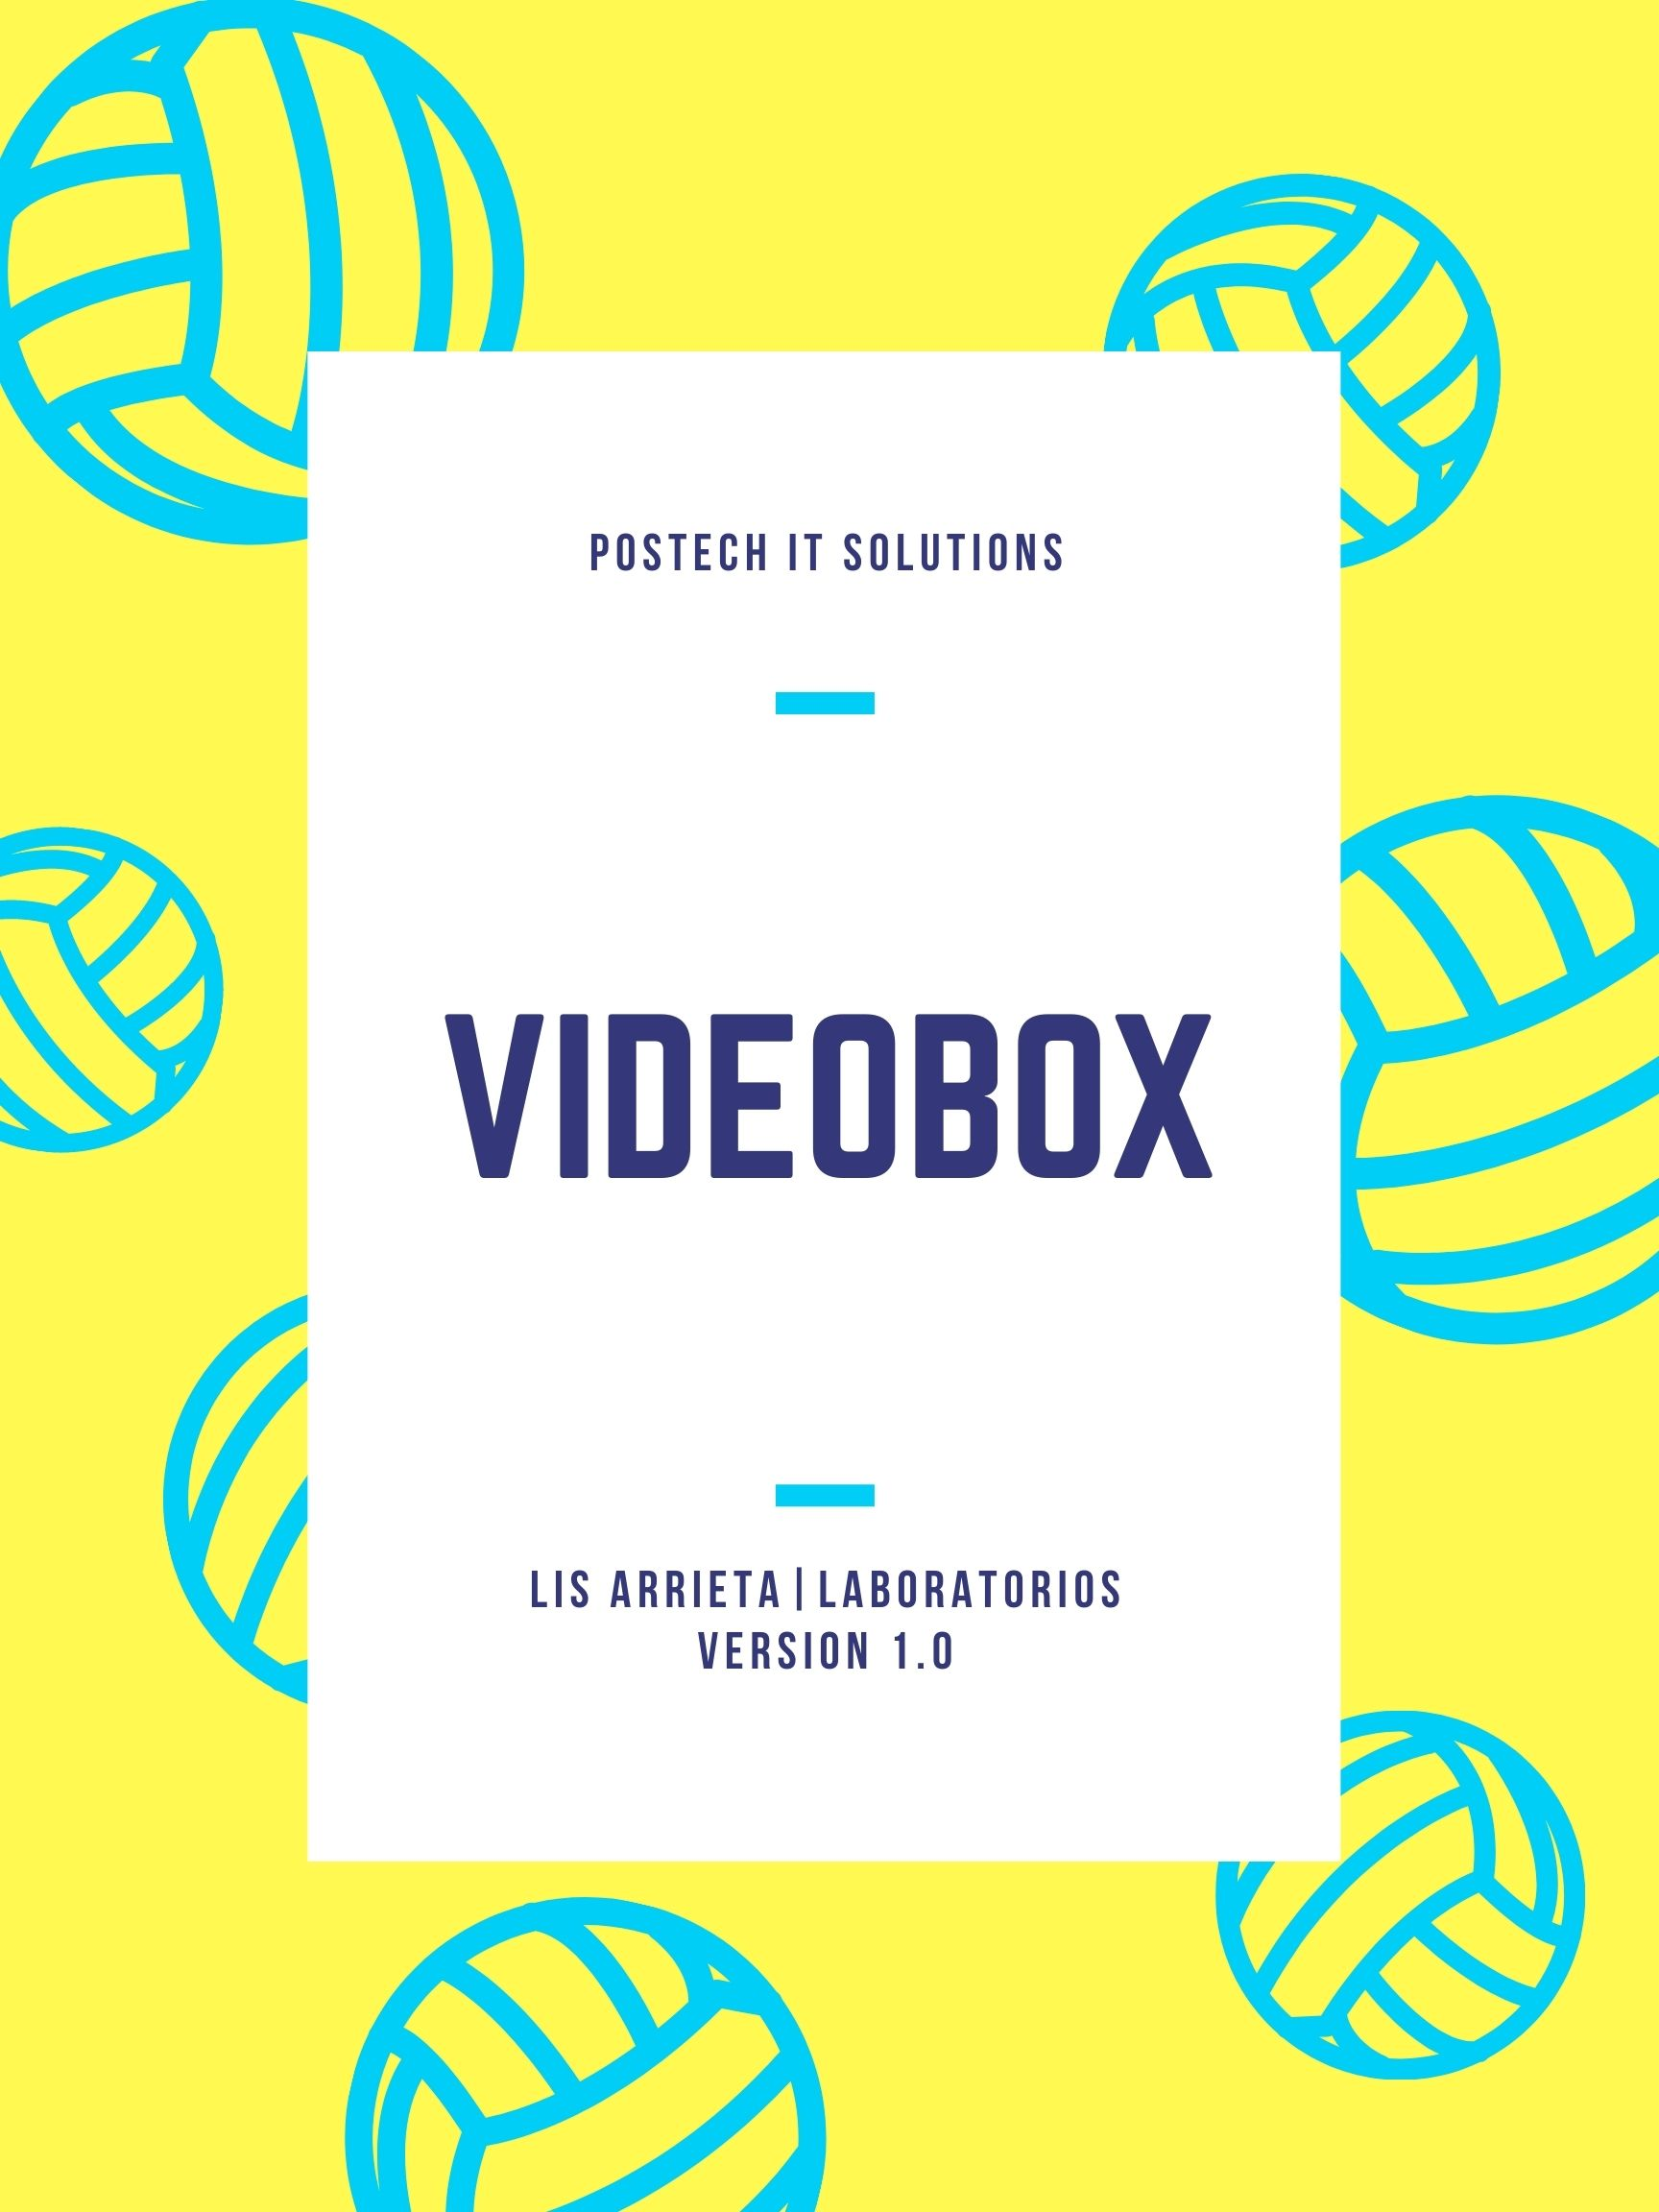 POSTECH IT SOLUTIONS
VIDEOBOX
LIS ARRIETA|LABORATORIOS
VERSION 1.0